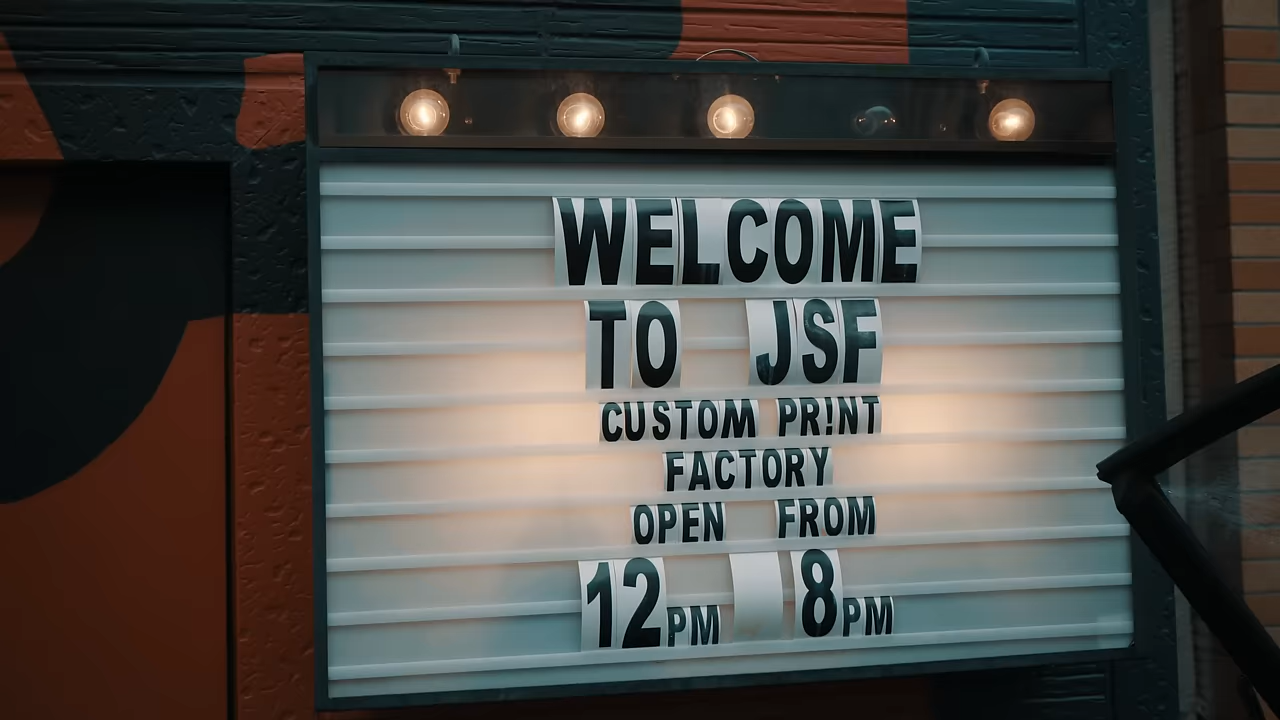 WELCOME
TO JSF
CUSTOM PR!NT
FACTORY
OPEN FROM
12PM 8PM